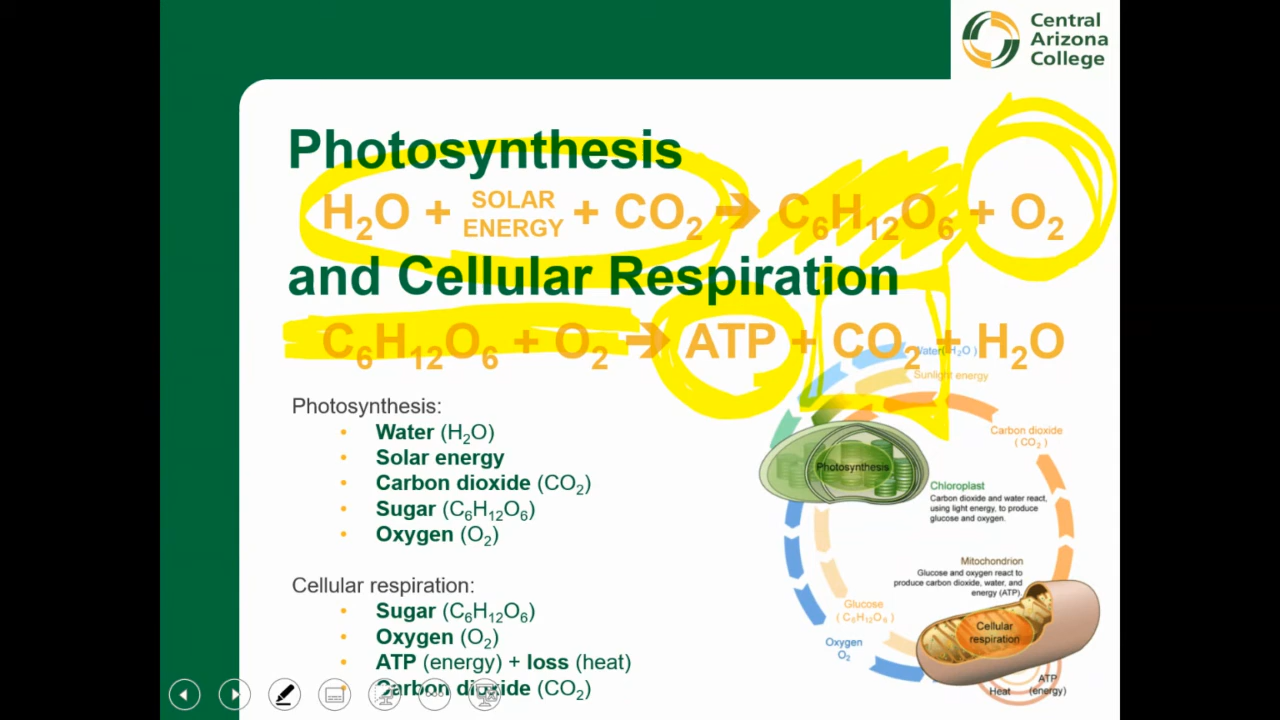 Central
Arizona
College
Photosynthesis
H₂O + SOLAR ENERGY + CO₂ → C₆H₁₂O₆ + O₂
and Cellular Respiration
C₆H₁₂O₆ + O₂ → ATP + CO₂ + H₂O
Photosynthesis:
• Water (H₂O)
• Solar energy
• Carbon dioxide (CO₂)
• Sugar (C₆H₁₂O₆)
• Oxygen (O₂)
Cellular respiration:
• Sugar (C₆H₁₂O₆)
• Oxygen (O₂)
• ATP (energy) + loss (heat)
Carbon dioxide (CO₂)
Water (H₂O)
Sunlight energy
Carbon dioxide
(CO₂)
Photosynthesis
Chloroplast
Carbon dioxide and water react,
using light energy, to produce
glucose and oxygen.
Mitochondrion
Glucose and oxygen react to
produce carbon dioxide, water, and
energy (ATP).
Glucose
(C₆H₁₂O₆)
Cellular
respiration
Oxygen
O₂
Heat
ATP
(energy)